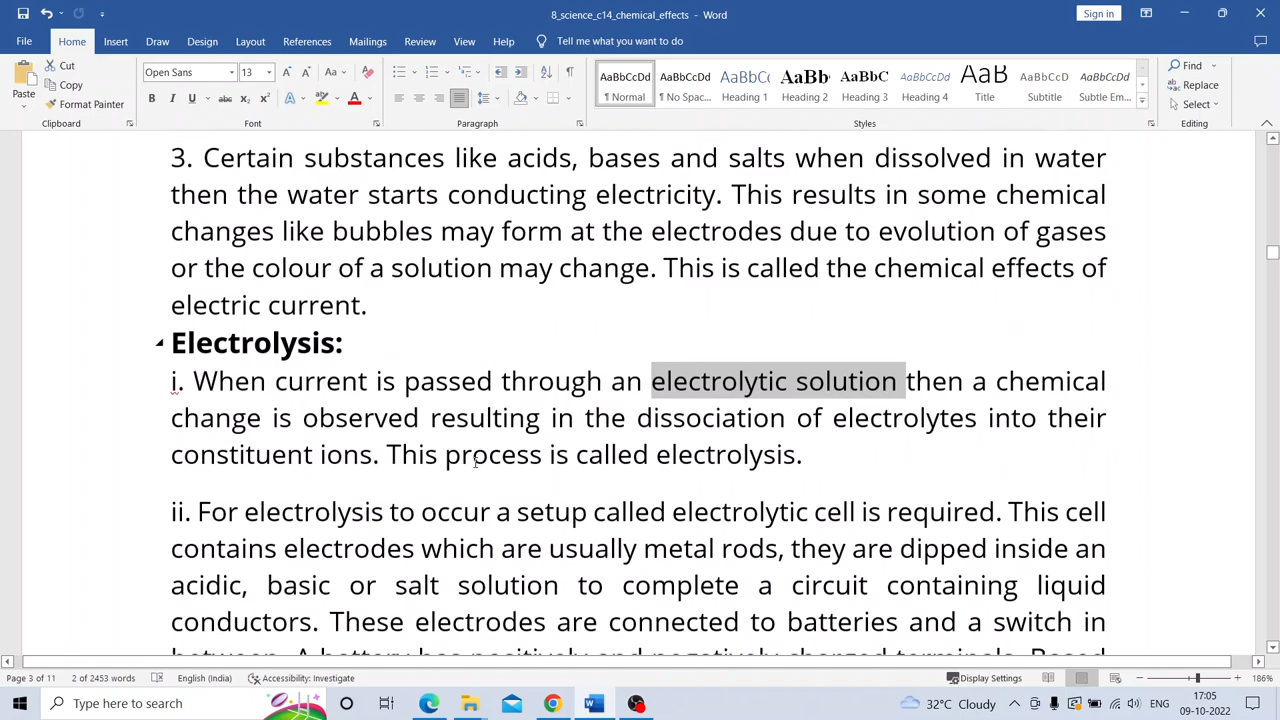 8_science_c14_chemical_effects - Word
Sign in
File Home Insert Draw Design Layout References Mailings Review View Help Tell me what you want to do
Paste
Cut
Copy
Format Painter
Clipboard
Open Sans 13
Font
Paragraph
AaBbCcDd AaBbCcDd AaBbCc AaBb AaBbC AaBbCcDd AaB AaBbCcDd AaBbCcDd
¶ Normal ¶ No Spac... Heading 1 Heading 2 Heading 3 Heading 4 Title Subtitle Subtle Em...
Styles
Find
Replace
Select
Editing
3. Certain substances like acids, bases and salts when dissolved in water
then the water starts conducting electricity. This results in some chemical
changes like bubbles may form at the electrodes due to evolution of gases
or the colour of a solution may change. This is called the chemical effects of
electric current.
Electrolysis:
i. When current is passed through an electrolytic solution then a chemical
change is observed resulting in the dissociation of electrolytes into their
constituent ions. This process is called electrolysis.
ii. For electrolysis to occur a setup called electrolytic cell is required. This cell
contains electrodes which are usually metal rods, they are dipped inside an
acidic, basic or salt solution to complete a circuit containing liquid
conductors. These electrodes are connected to batteries and a switch in
between. A battery has positively and negatively charged terminals. Based
Page 3 of 11 2 of 2453 words English (India) Accessibility: Investigate Display Settings 186%
Type here to search 32°C Cloudy ENG 17:05
09-10-2022